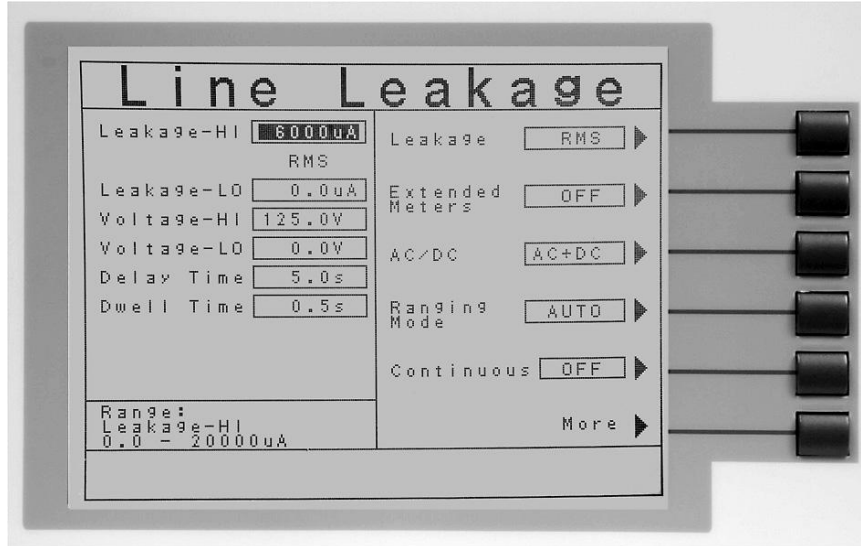 Line Leakage
Leakage-HI 6000uA
RMS
Leakage-LO 0.0uA
Voltage-HI 125.0V
Voltage-LO 0.0V
Delay Time 5.0s
Dwell Time 0.5s
Range:
Leakage-HI
0.0 - 20000uA
Leakage RMS
Extended Meters OFF
AC/DC AC+DC
Ranging Mode AUTO
Continuous OFF
More